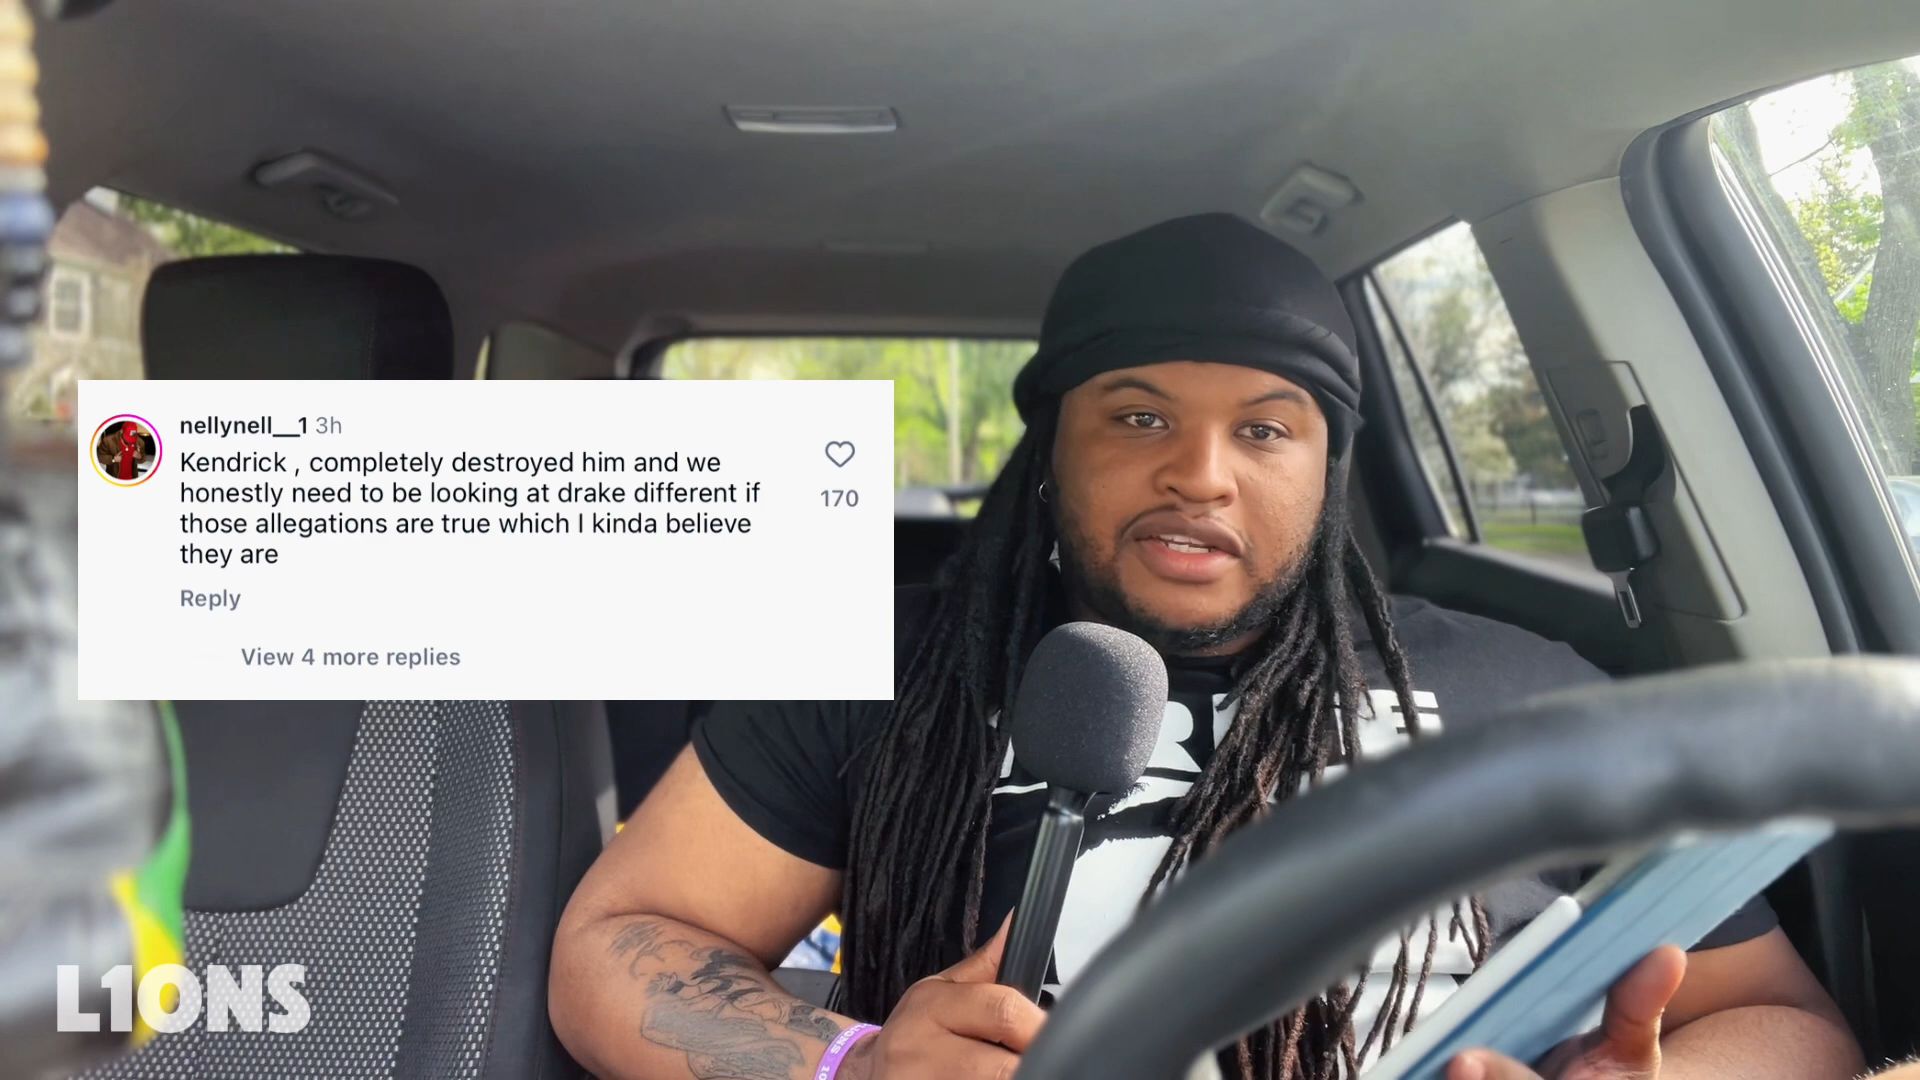 nellynell__1 3h
Kendrick , completely destroyed him and we
honestly need to be looking at drake different if
those allegations are true which I kinda believe
they are
170
Reply
View 4 more replies
L1ONS